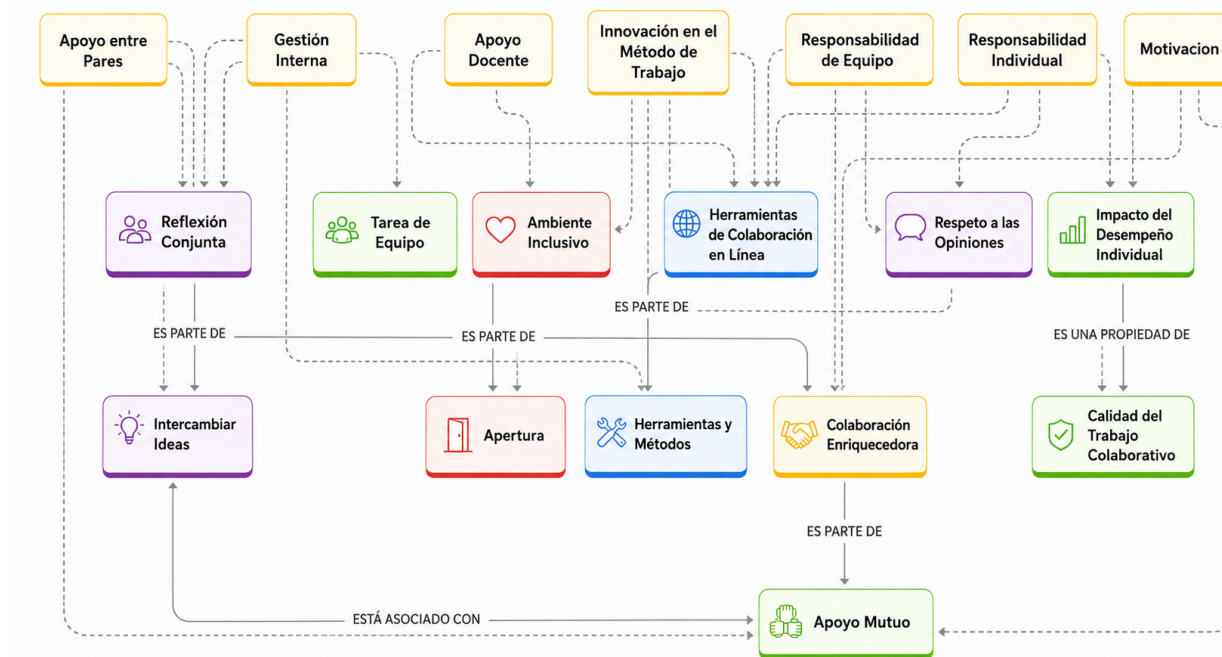 Apoyo entre
Pares
Gestión
Interna
Apoyo
Docente
Innovación en el
Método de
Trabajo
Responsabilidad
de Equipo
Responsabilidad
Individual
Motivacion
Reflexión
Conjunta
Tarea de
Equipo
Ambiente
Inclusivo
Herramientas
de Colaboración
en Línea
Respeto a las
Opiniones
Impacto del
Desempeño
Individual
ES PARTE DE
ES PARTE DE
ES PARTE DE
ES UNA PROPIEDAD DE
Intercambiar
Ideas
Apertura
Herramientas y
Métodos
Colaboración
Enriquecedora
Calidad del
Trabajo
Colaborativo
ES PARTE DE
ESTÁ ASOCIADO CON
Apoyo Mutuo